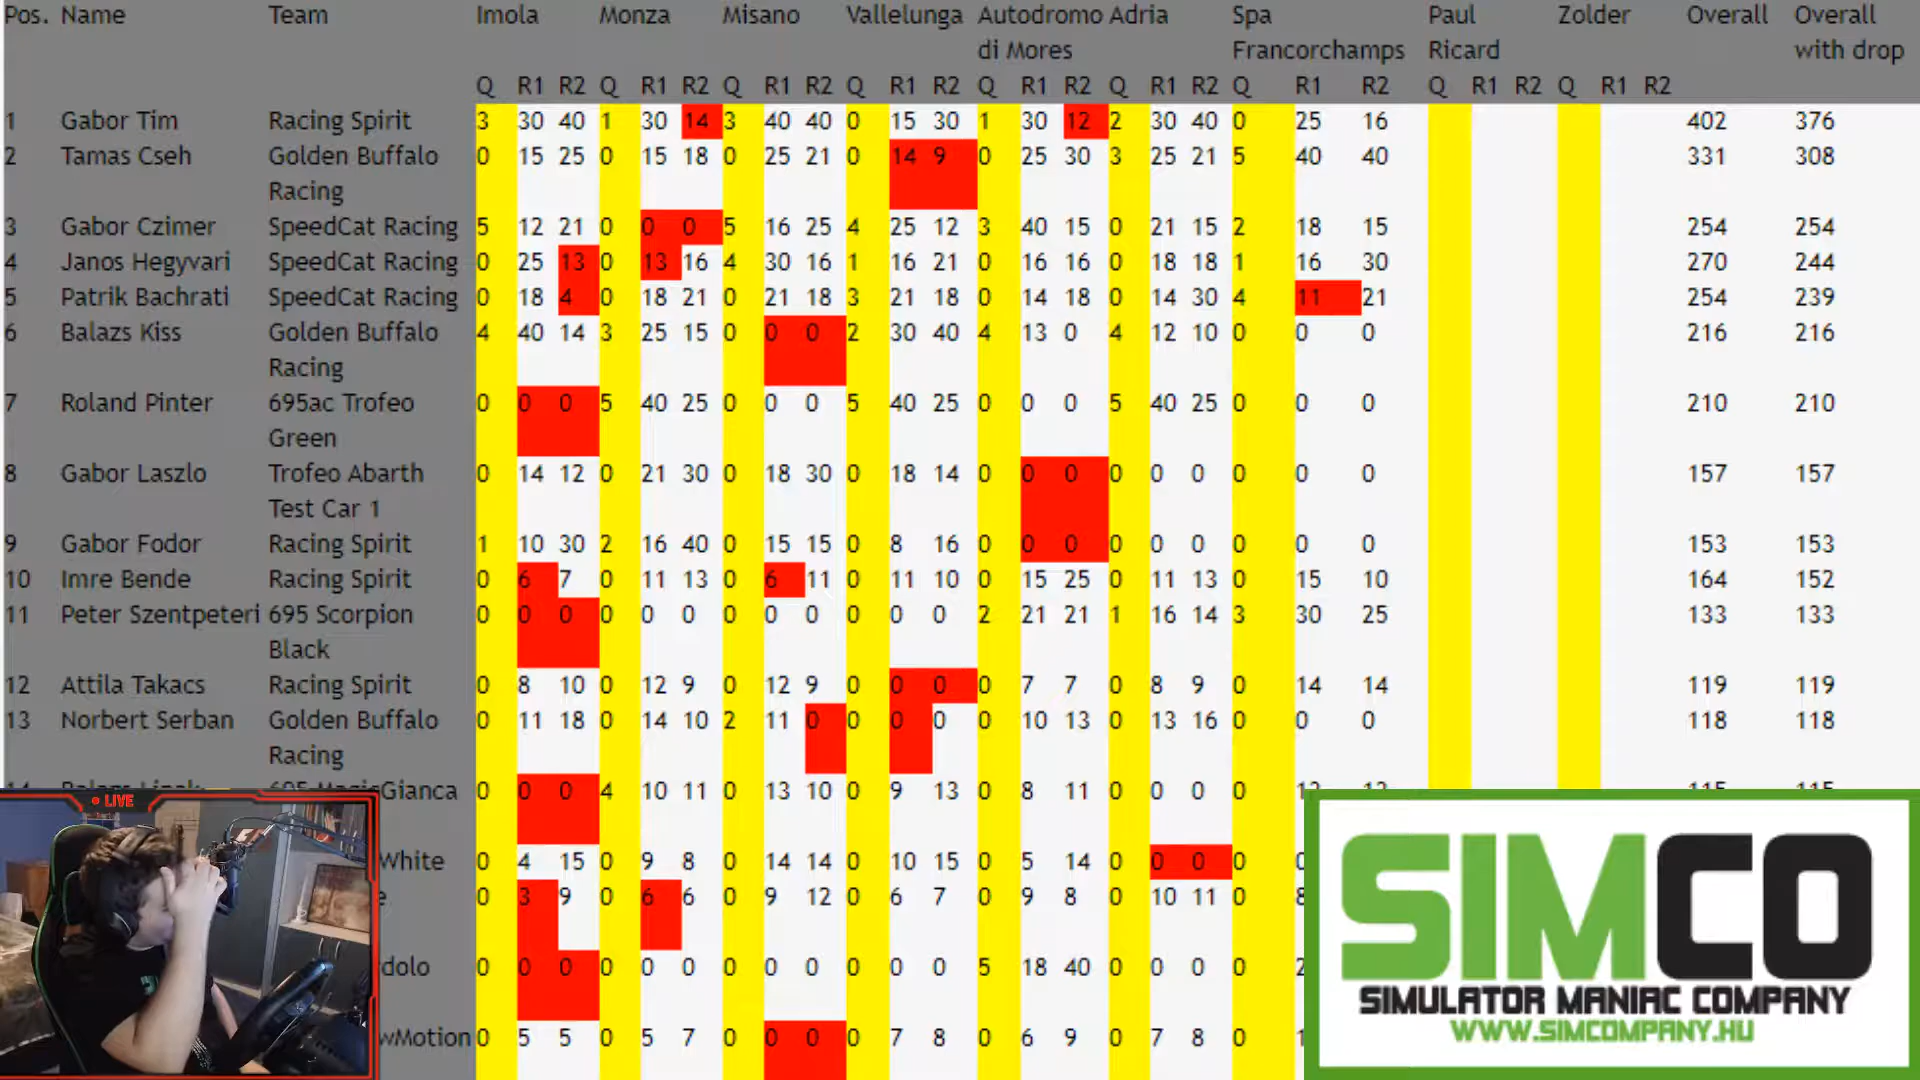 Pos. Name Team Imola Monza Misano Vallelunga Autodromo Adria Spa Paul Zolder Overall Overall
di Mores Francorchamps Ricard with drop
Q R1 R2 Q R1 R2 Q R1 R2 Q R1 R2 Q R1 R2 Q R1 R2 Q R1 R2 Q R1 R2 Q R1 R2
1 Gabor Tim Racing Spirit 3 30 40 1 30 14 3 40 40 0 15 30 1 30 12 2 30 40 0 25 16 402 376
2 Tamas Cseh Golden Buffalo 0 15 25 0 15 18 0 25 21 0 14 9 0 25 30 3 25 21 5 40 40 331 308
Racing
3 Gabor Czimer SpeedCat Racing 5 12 21 0 0 0 5 16 25 4 25 12 3 40 15 0 21 15 2 18 15 254 254
4 Janos Hegyvari SpeedCat Racing 0 25 13 0 13 16 4 30 16 1 16 21 0 16 16 0 18 18 1 16 30 270 244
5 Patrik Bachrati SpeedCat Racing 0 18 4 0 18 21 0 21 18 3 21 18 0 14 18 0 14 30 4 11 21 254 239
6 Balazs Kiss Golden Buffalo 4 40 14 3 25 15 0 0 0 2 30 40 4 13 0 4 12 10 0 0 0 216 216
Racing
7 Roland Pinter 695ac Trofeo 0 0 0 5 40 25 0 0 0 5 40 25 0 0 0 5 40 25 0 0 0 210 210
Green
8 Gabor Laszlo Trofeo Abarth 0 14 12 0 21 30 0 18 30 0 18 14 0 0 0 0 0 0 0 0 0 157 157
Test Car 1
9 Gabor Fodor Racing Spirit 1 10 30 2 16 40 0 15 15 0 8 16 0 0 0 0 0 0 0 0 0 153 153
10 Imre Bende Racing Spirit 0 6 7 0 11 13 0 6 11 0 11 10 0 15 25 0 11 13 0 15 10 164 152
11 Peter Szentpeteri 695 Scorpion 0 0 0 0 0 0 0 0 0 0 0 0 2 21 21 1 16 14 3 30 25 133 133
Black
12 Attila Takacs Racing Spirit 0 8 10 0 12 9 0 12 9 0 0 0 0 7 7 0 8 9 0 14 14 119 119
13 Norbert Serban Golden Buffalo 0 11 18 0 14 10 2 11 0 0 0 0 0 10 13 0 13 16 0 0 0 118 118
Racing
Gianca 0 0 0 4 10 11 0 13 10 0 9 13 0 8 11 0 0 0 0
White 0 4 15 0 9 8 0 14 14 0 10 15 0 5 14 0 0 0 0
0 3 9 0 6 6 0 9 12 0 6 7 0 9 8 0 10 11 0
0 0 0 0 0 0 0 0 0 0 0 0 5 18 40 0 0 0 0
0 5 5 0 5 7 0 0 0 0 7 8 0 6 9 0 7 8 0
LIVE
SIMCO
SIMULATOR MANIAC COMPANY
WWW.SIMCOMPANY.HU